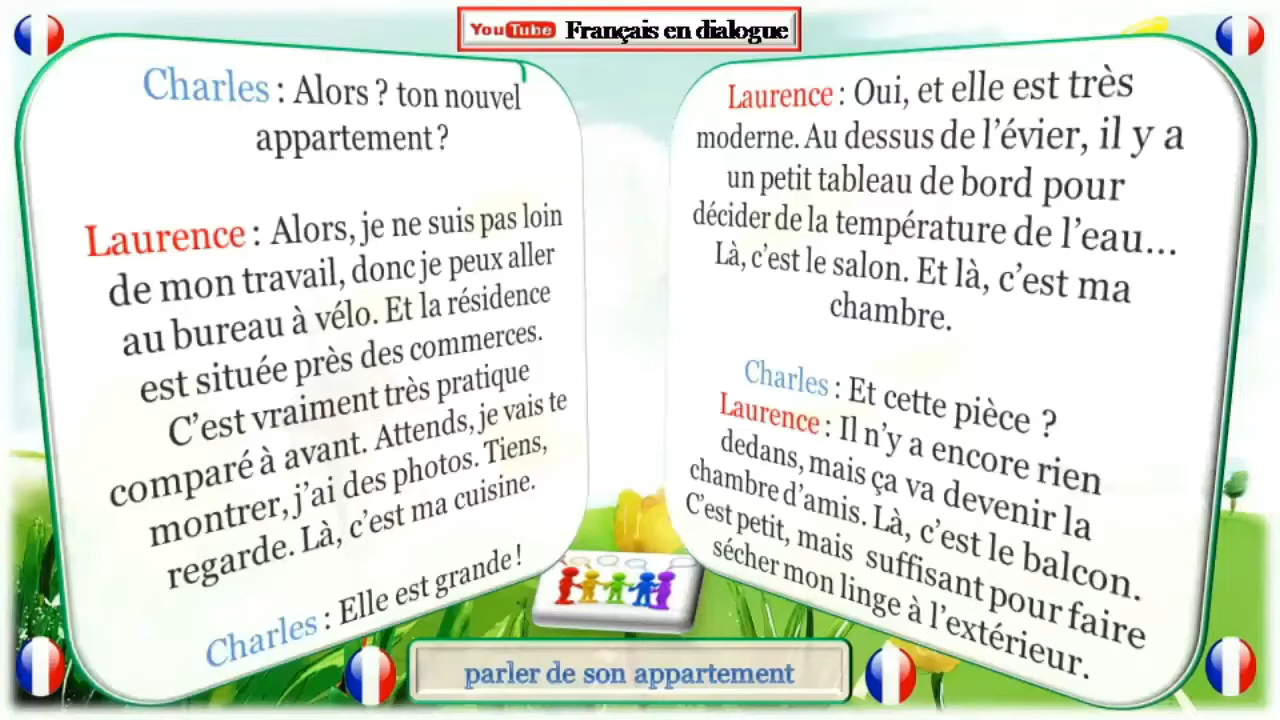 YouTube Français en dialogue
Charles : Alors ? ton nouvel
appartement ?
Laurence : Alors, je ne suis pas loin
de mon travail, donc je peux aller
au bureau à vélo. Et la résidence
est située près des commerces.
C'est vraiment très pratique
comparé à avant. Attends, je vais te
montrer, j'ai des photos. Tiens,
regarde. Là, c'est ma cuisine.
Charles : Elle est grande !
Laurence : Oui, et elle est très
moderne. Au dessus de l'évier, il y a
un petit tableau de bord pour
décider de la température de l'eau...
Là, c'est le salon. Et là, c'est ma
chambre.
Charles : Et cette pièce ?
Laurence : Il n'y a encore rien
dedans, mais ça va devenir la
chambre d'amis. Là, c'est le balcon.
C'est petit, mais suffisant pour faire
sécher mon linge à l'extérieur.
parler de son appartement